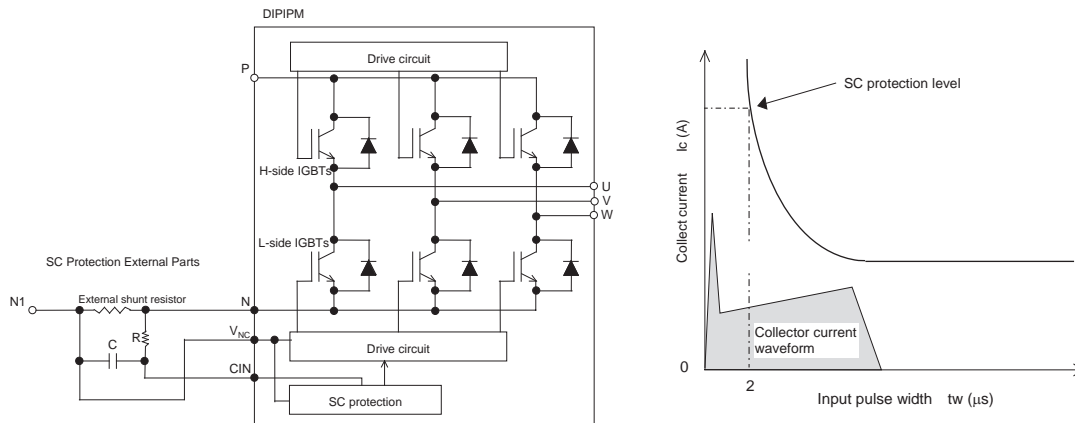 DIPIPM
Drive circuit
P
H-side IGBTs
U
V
W
L-side IGBTs
SC Protection External Parts
N1
External shunt resistor
N
R
VNC
C
Drive circuit
CIN
SC protection
SC protection level
Collect current Ic (A)
Collector current
waveform
0
2
Input pulse width tw (μs)